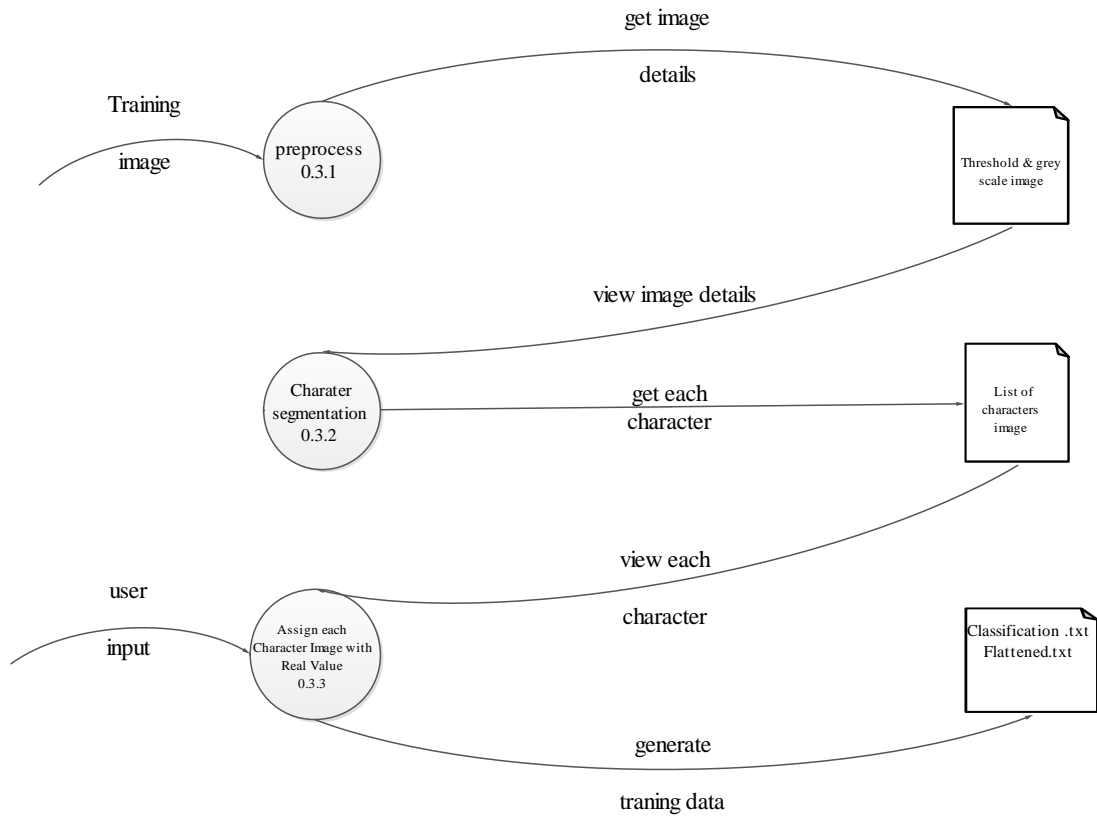 get image
details
Training
image
preprocess
0.3.1
Threshold & grey
scale image
view image details
Charater
segmentation
0.3.2
get each
character
List of
characters
image
view each
character
user
input
Assign each
Character Image with
Real Value
0.3.3
Classification .txt
Flattened.txt
generate
traning data